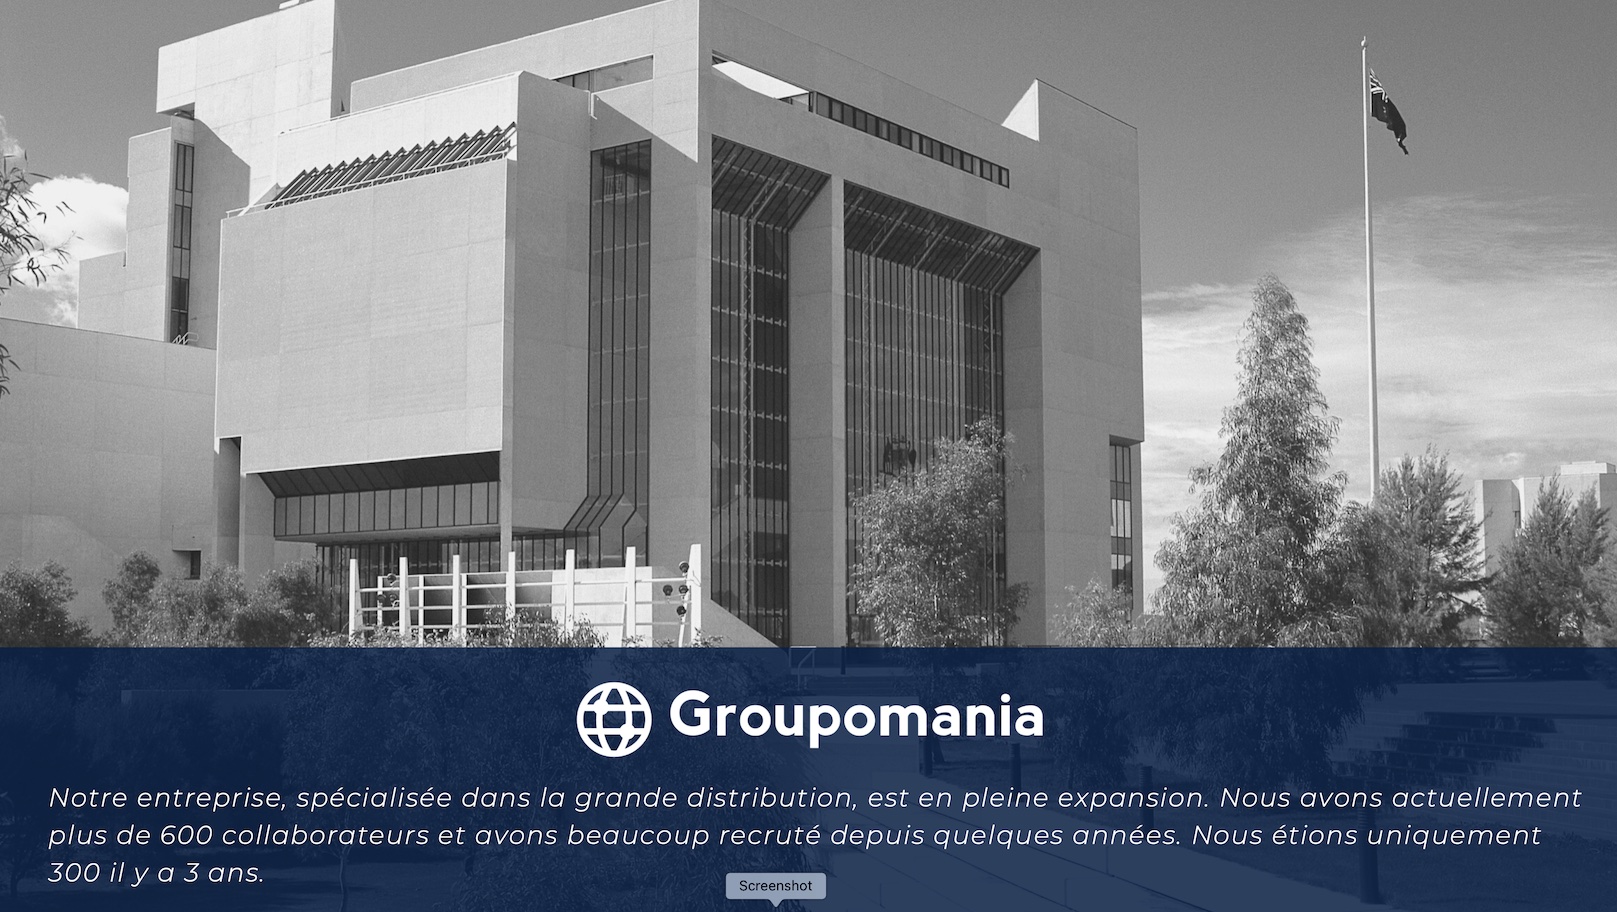 Groupomania
Notre entreprise, spécialisée dans la grande distribution, est en pleine expansion. Nous avons actuellement
plus de 600 collaborateurs et avons beaucoup recruté depuis quelques années. Nous étions uniquement
300 il y a 3 ans.
Screenshot